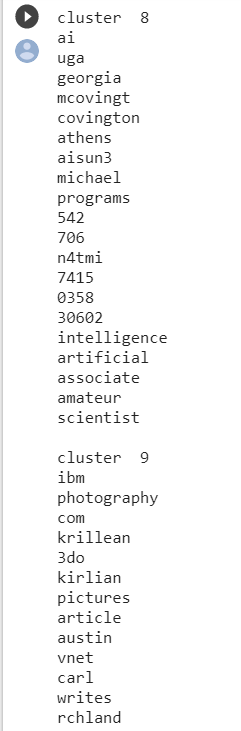 cluster  8
ai
uga
georgia
mcovingt
covington
athens
aisun3
michael
programs
542
706
n4tmi
7415
0358
30602
intelligence
artificial
associate
amateur
scientist

cluster  9
ibm
photography
com
krillean
3do
kirlian
pictures
article
austin
vnet
carl
writes
rchland